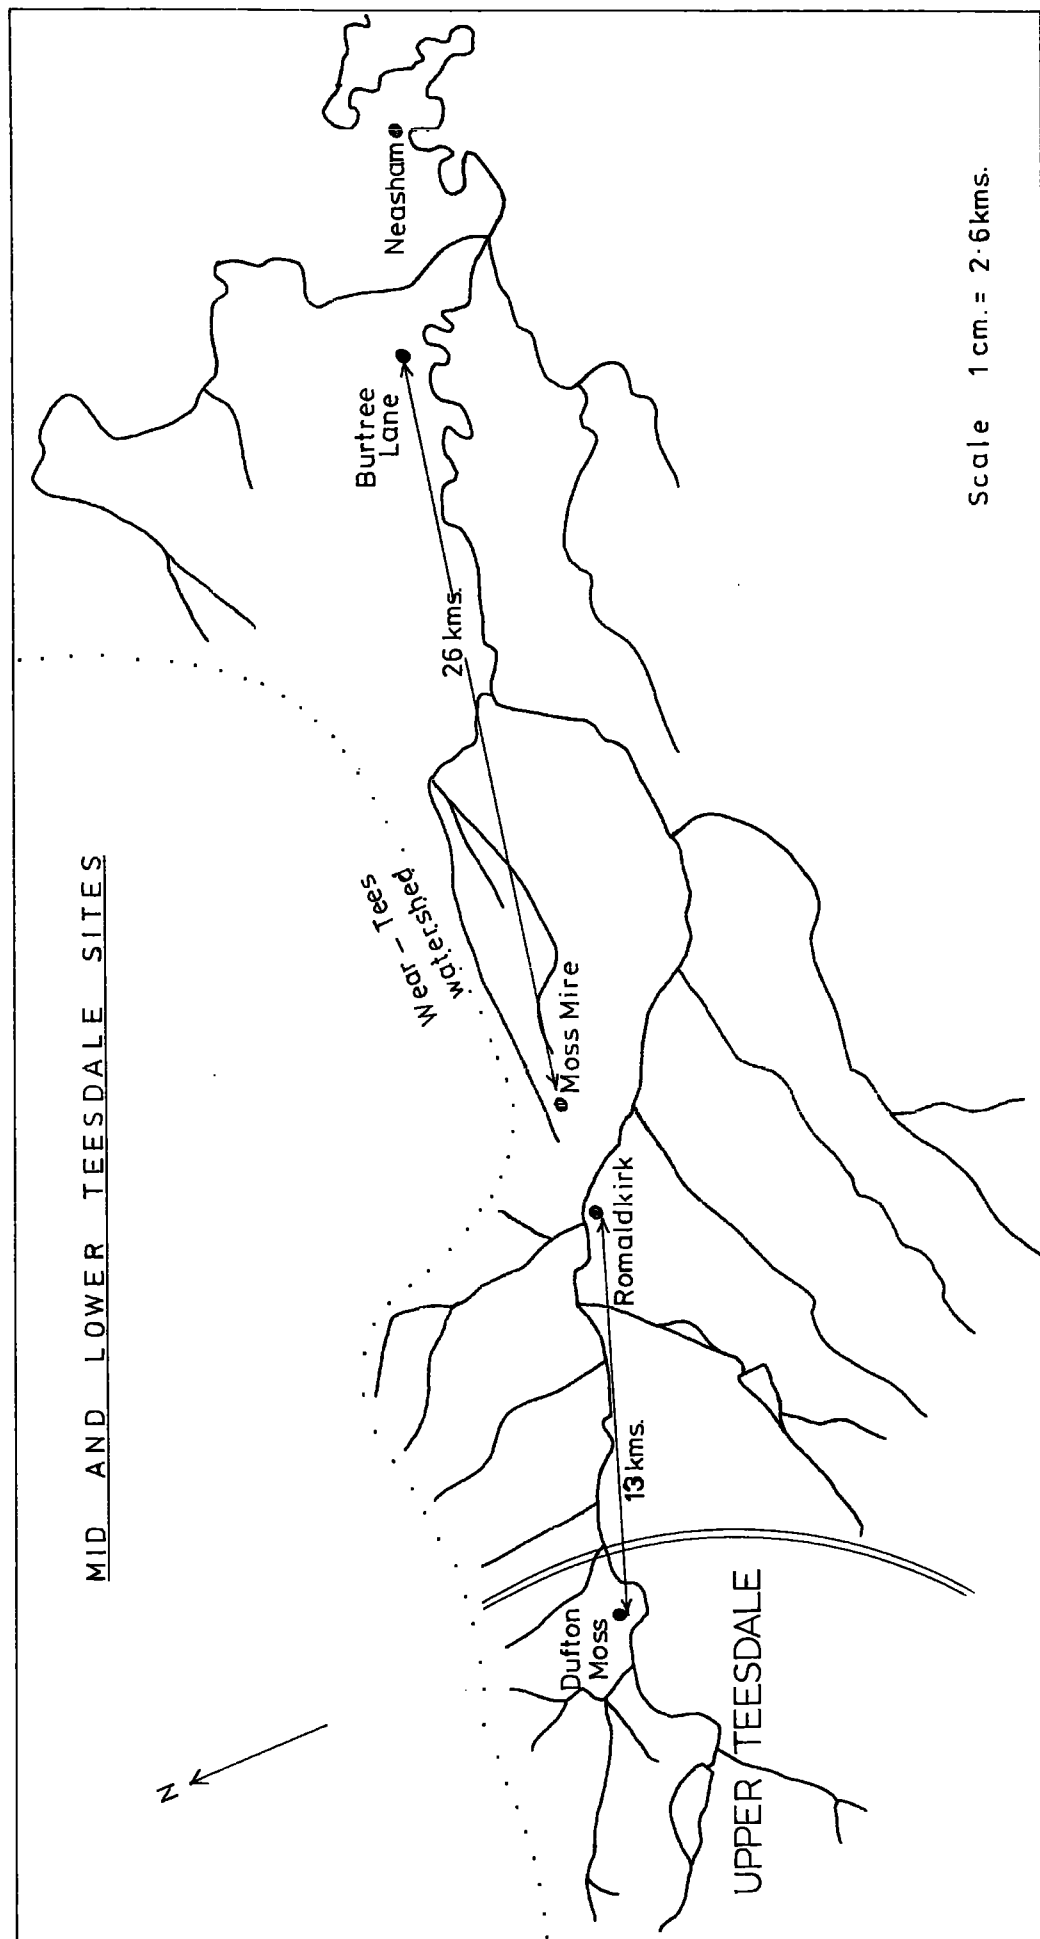 MID AND LOWER TEESDALE SITES
N
Wear – Tees
watershed
Neasham
Burtree
Lane
26 kms.
Moss Mire
Romaldkirk
13 kms.
Dufton
Moss
UPPER TEESDALE
Scale 1 cm. = 2·6 kms.